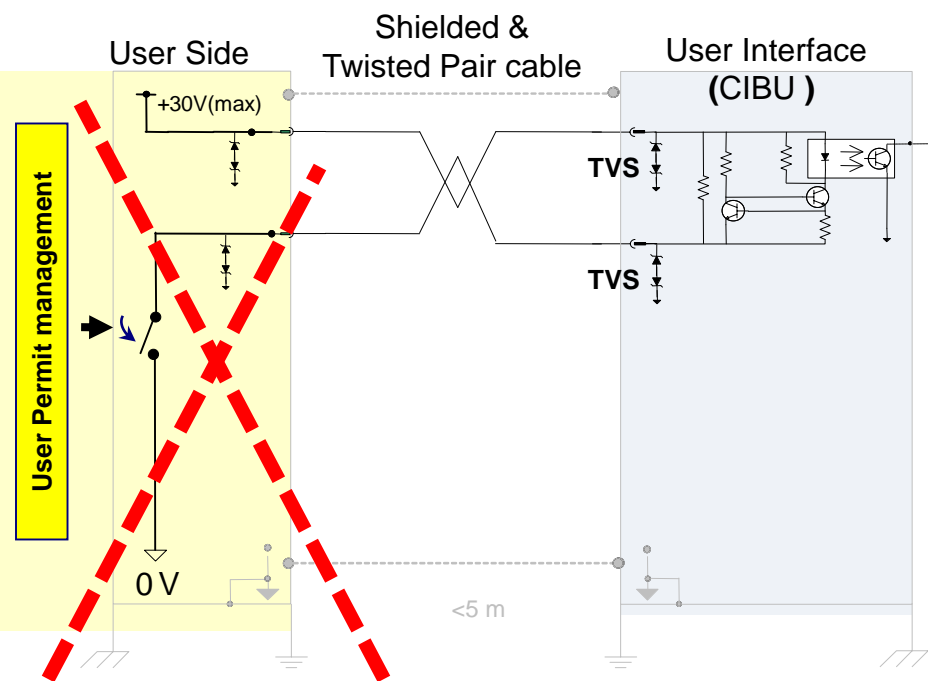 User Side
Shielded &
Twisted Pair cable
User Interface
(CIBU )
+30V(max)
TVS
TVS
User Permit management
0 V
<5 m